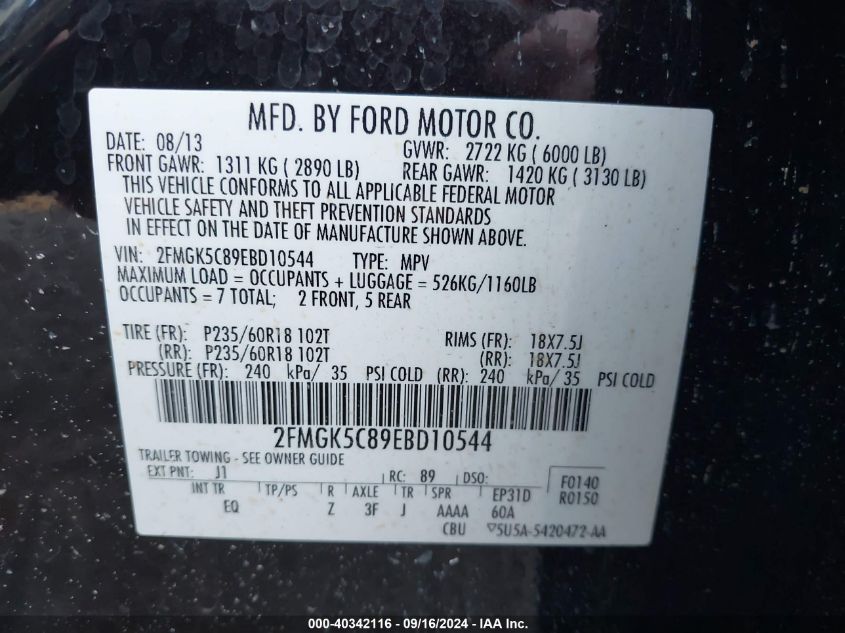 MFD. BY FORD MOTOR CO.
DATE: 08/13 GVWR: 2722 KG ( 6000 LB)
FRONT GAWR: 1311 KG ( 2890 LB) REAR GAWR: 1420 KG ( 3130 LB)
THIS VEHICLE CONFORMS TO ALL APPLICABLE FEDERAL MOTOR
VEHICLE SAFETY AND THEFT PREVENTION STANDARDS
IN EFFECT ON THE DATE OF MANUFACTURE SHOWN ABOVE.
VIN: 2FMGK5C89EBD10544 TYPE: MPV
MAXIMUM LOAD = OCCUPANTS + LUGGAGE = 526KG/1160LB
OCCUPANTS = 7 TOTAL; 2 FRONT, 5 REAR
TIRE (FR): P235/60R18 102T RIMS (FR): 18X7.5J
(RR): P235/60R18 102T (RR): 18X7.5J
PRESSURE (FR): 240 kPa/ 35 PSI COLD (RR): 240 kPa/ 35 PSI COLD
2FMGK5C89EBD10544
TRAILER TOWING - SEE OWNER GUIDE
EXT PNT: J1 RC: 89 DSO: F0140
INT TR TP/PS R AXLE TR SPR EP31D R0150
EQ Z 3F J AAAA 60A
CBU ▽5U5A-5420472-AA
000-40342116 - 09/16/2024 - IAA Inc.